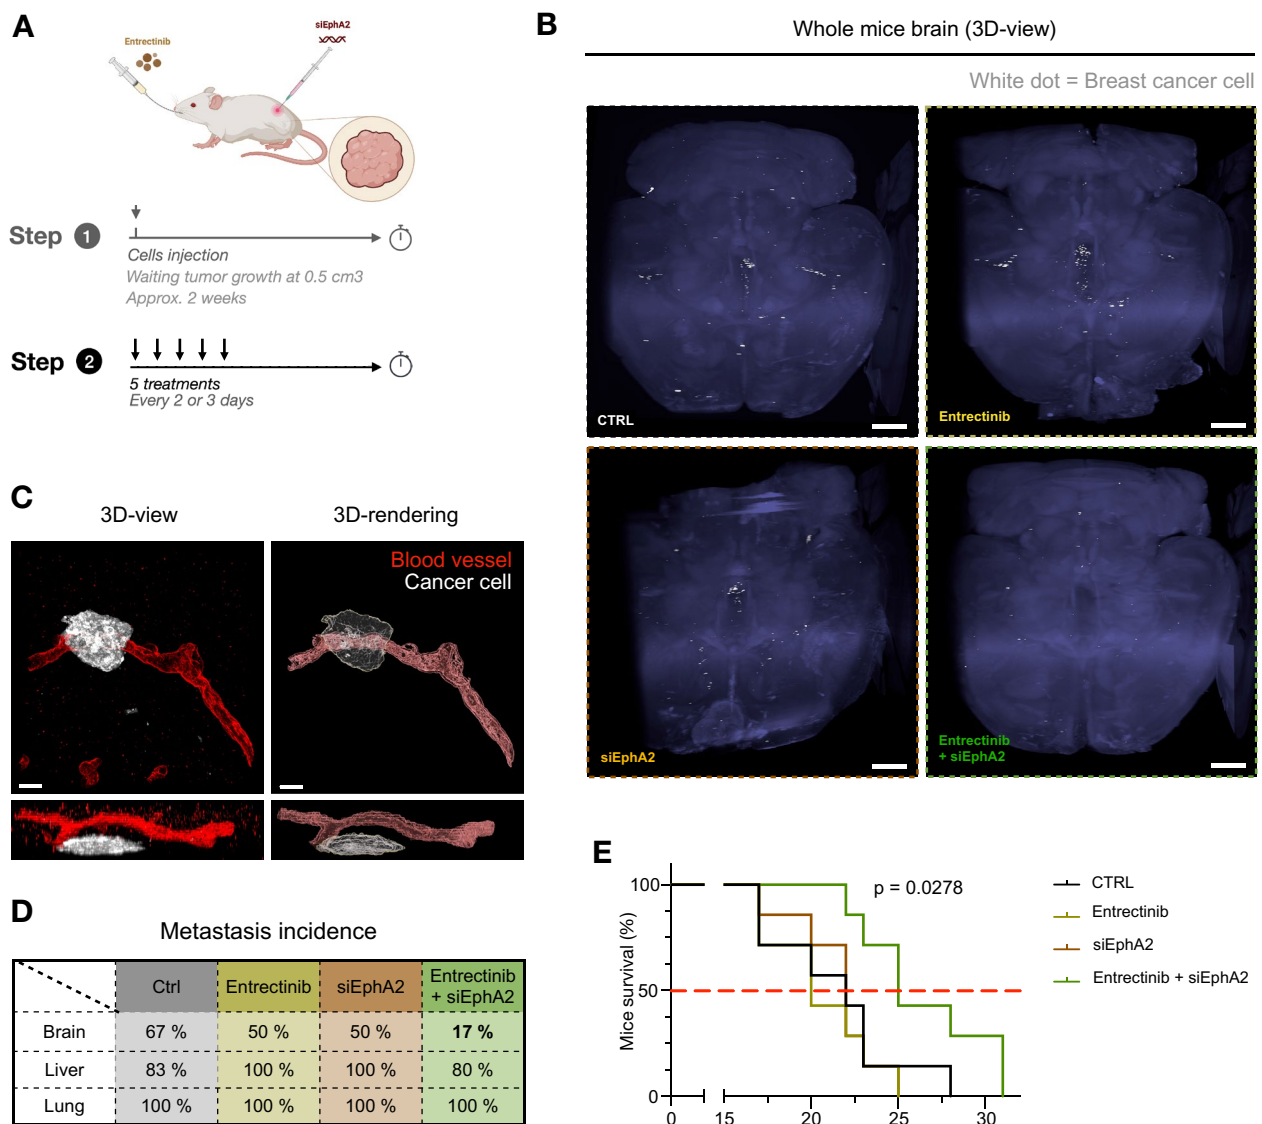 A
siEphA2
Entrectinib
Step 1
Cells injection
Waiting tumor growth at 0.5 cm3
Approx. 2 weeks
Step 2
5 treatments
Every 2 or 3 days
B
Whole mice brain (3D-view)
White dot = Breast cancer cell
CTRL
Entrectinib
siEphA2
Entrectinib
+ siEphA2
C
3D-view
3D-rendering
Blood vessel
Cancer cell
D
Metastasis incidence
Ctrl
Entrectinib
siEphA2
Entrectinib
+ siEphA2
Brain
67 %
50 %
50 %
17 %
Liver
83 %
100 %
100 %
80 %
Lung
100 %
100 %
100 %
100 %
E
p = 0.0278
Mice survival (%)
100
50
0
0
15
20
25
30
CTRL
Entrectinib
siEphA2
Entrectinib + siEphA2